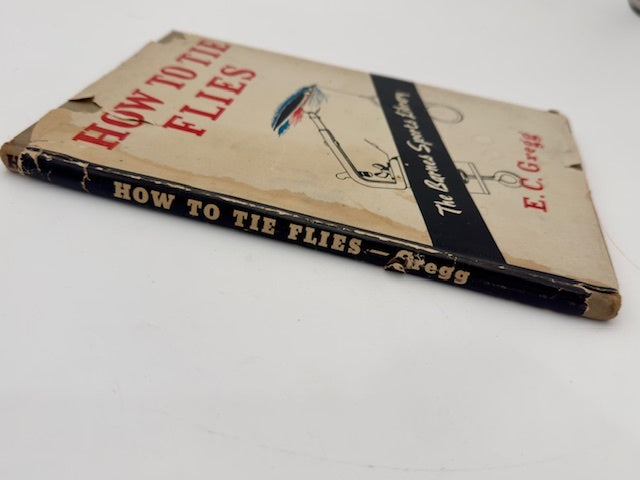 HOW TO TIE
FLIES
The Barnes Sports Library
E. C. Gregg
HOW TO TIE FLIES — Gregg